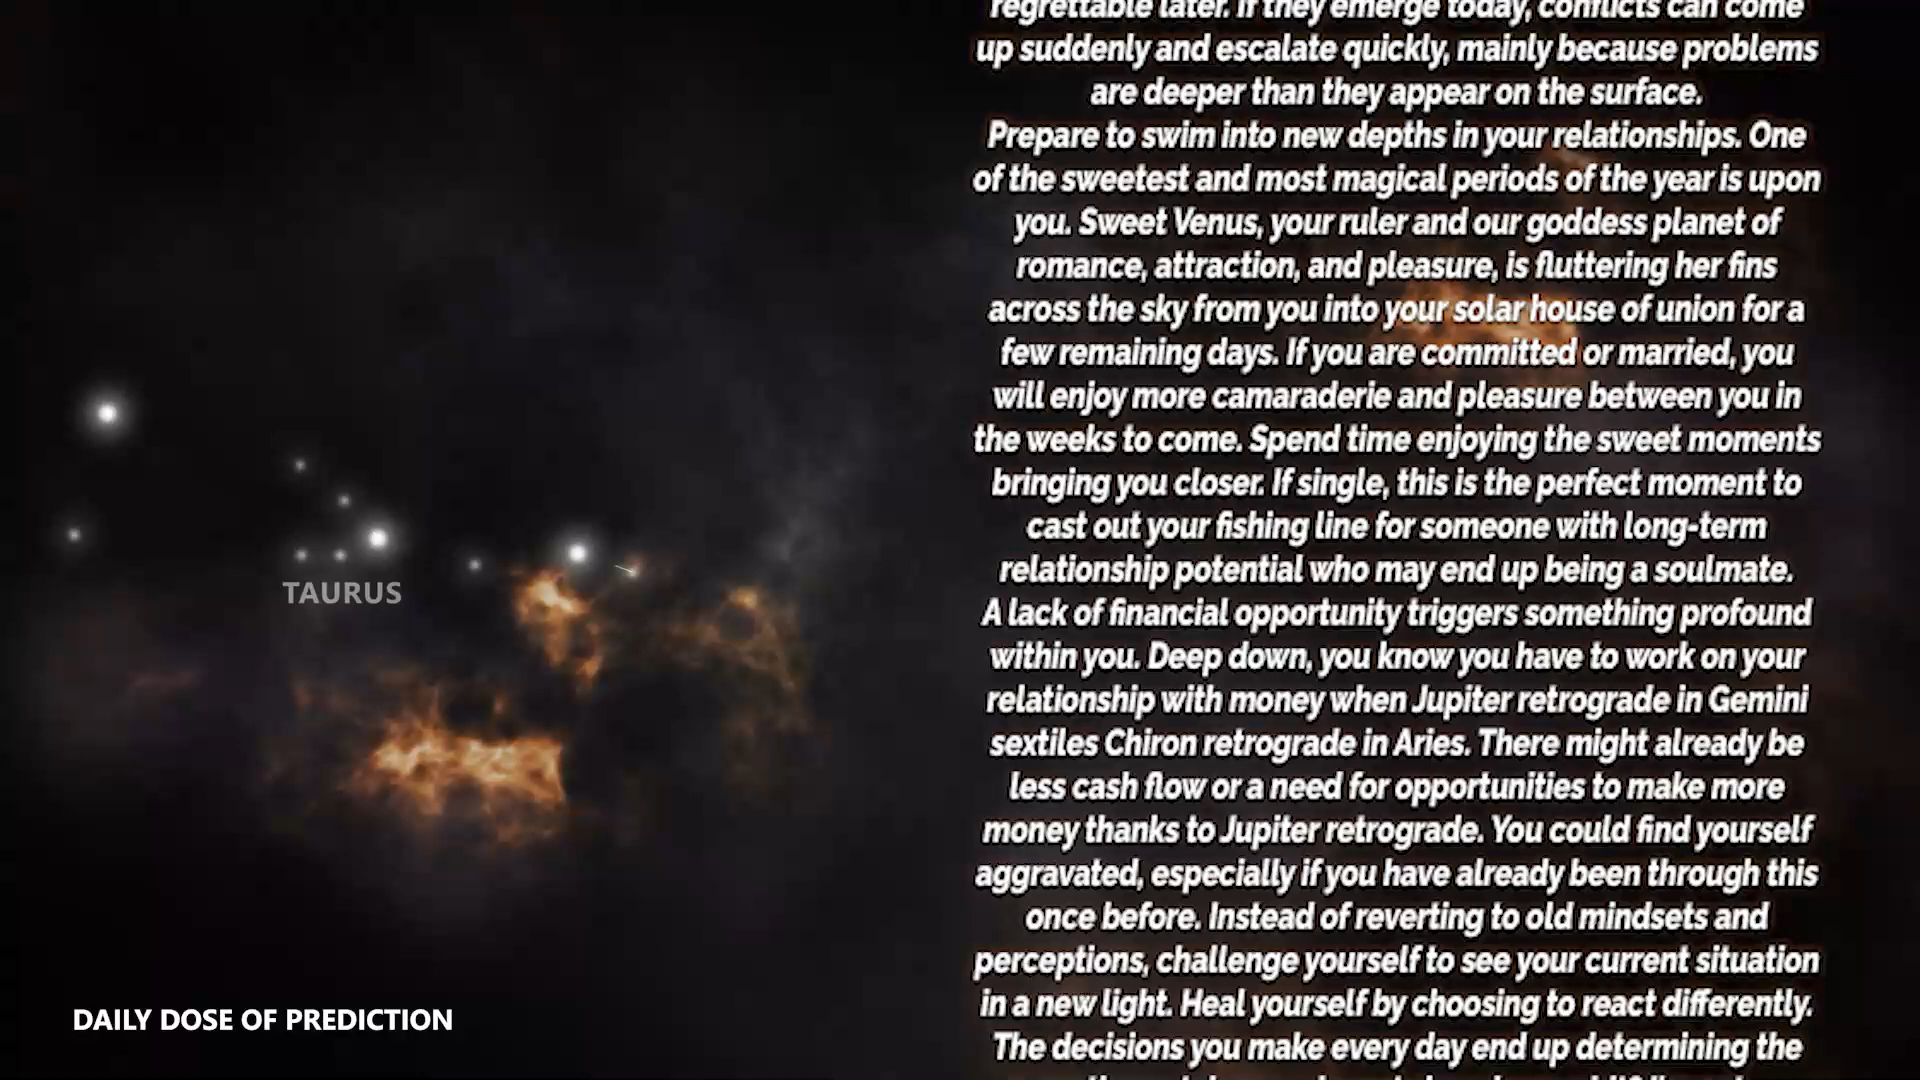 regrettable later. If they emerge today, conflicts can come
up suddenly and escalate quickly, mainly because problems
are deeper than they appear on the surface.
Prepare to swim into new depths in your relationships. One
of the sweetest and most magical periods of the year is upon
you. Sweet Venus, your ruler and our goddess planet of
romance, attraction, and pleasure, is fluttering her fins
across the sky from you into your solar house of union for a
few remaining days. If you are committed or married, you
will enjoy more camaraderie and pleasure between you in
the weeks to come. Spend time enjoying the sweet moments
bringing you closer. If single, this is the perfect moment to
cast out your fishing line for someone with long-term
relationship potential who may end up being a soulmate.
A lack of financial opportunity triggers something profound
within you. Deep down, you know you have to work on your
relationship with money when Jupiter retrograde in Gemini
sextiles Chiron retrograde in Aries. There might already be
less cash flow or a need for opportunities to make more
money thanks to Jupiter retrograde. You could find yourself
aggravated, especially if you have already been through this
once before. Instead of reverting to old mindsets and
perceptions, challenge yourself to see your current situation
in a new light. Heal yourself by choosing to react differently.
The decisions you make every day end up determining the
TAURUS
DAILY DOSE OF PREDICTION